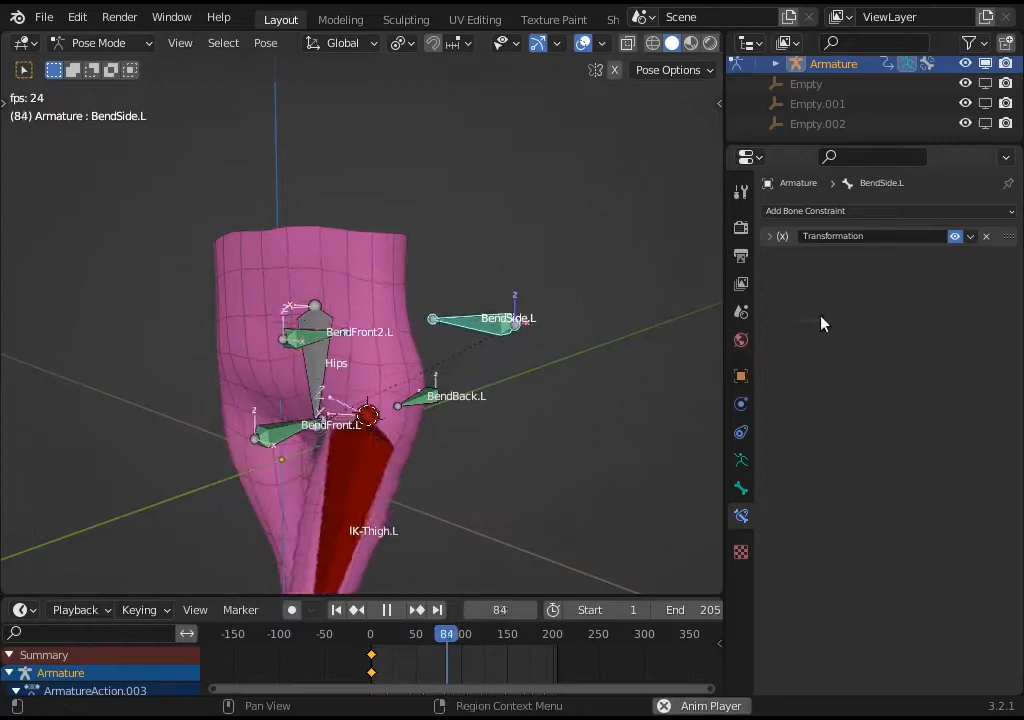 File Edit Render Window Help Layout Modeling Sculpting UV Editing Texture Paint Sh Scene ViewLayer
Pose Mode View Select Pose Global
Armature
X Pose Options
Empty
fps: 24
Empty.001
(84) Armature : BendSide.L
Empty.002
Armature > BendSide.L
Add Bone Constraint
(x) Transformation
BendSide.L
BendFront2.L
Hips
BendBack.L
BendFront.L
IK-Thigh.L
Playback Keying View Marker 84 Start 1 End 205
-150 -100 -50 0 50 84 100 150 200 250 300 350
Summary
Armature
ArmatureAction.003
Pan View Region Context Menu Anim Player 3.2.1